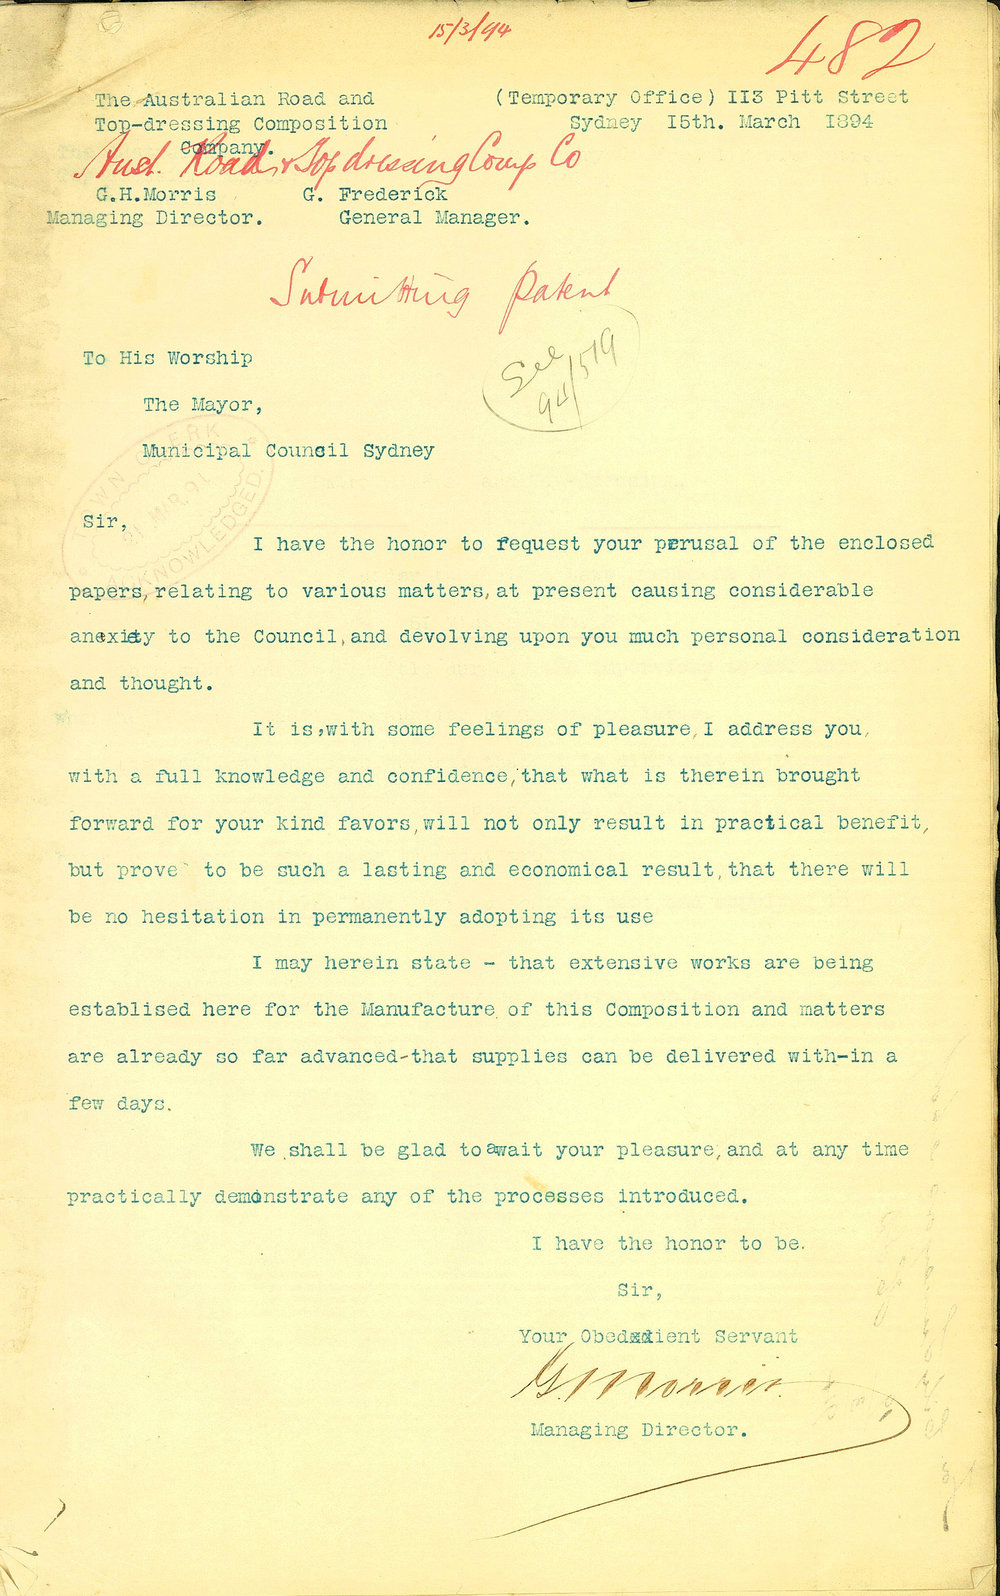 15/3/94
482
The Australian Road and
Top-dressing Composition
Company.
(Temporary Office) II3 Pitt Street
Sydney I5th. March I894
Aust. Road & Top dressing Comp Co
G.H.Morris G. Frederick
Managing Director. General Manager.
Submitting Patent
See
94/519
To His Worship
The Mayor,
Municipal Council Sydney
TOWN CLERK
MAR. 9
ACKNOWLEDGED.
Sir,
I have the honor to request your perusal of the enclosed
papers, relating to various matters, at present causing considerable
anexiety to the Council, and devolving upon you much personal consideration
and thought.
It is, with some feelings of pleasure, I address you,
with a full knowledge and confidence, that what is therein brought
forward for your kind favors, will not only result in practical benefit,
but prove to be such a lasting and economical result, that there will
be no hesitation in permanently adopting its use
I may herein state - that extensive works are being
establised here for the Manufacture of this Composition and matters
are already so far advanced-that supplies can be delivered with-in a
few days.
We shall be glad to await your pleasure, and at any time
practically demonstrate any of the processes introduced.
I have the honor to be.
Sir,
Your Obedient Servant
G.H Morris.
Managing Director.